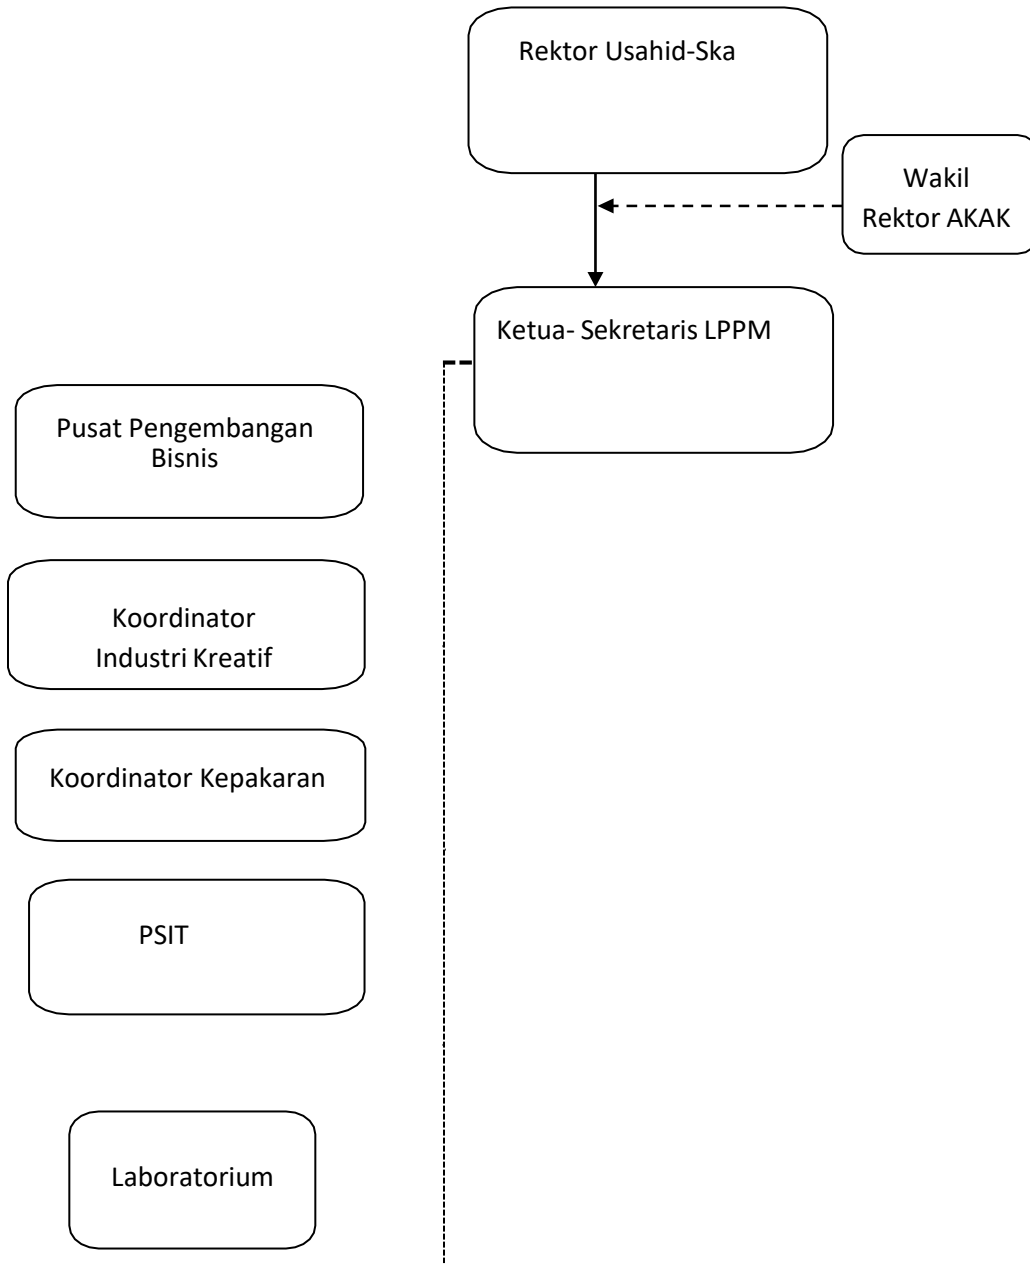 Rektor Usahid-Ska
Wakil
Rektor AKAK
Ketua- Sekretaris LPPM
Pusat Pengembangan
Bisnis
Koordinator
Industri Kreatif
Koordinator Kepakaran
PSIT
Laboratorium